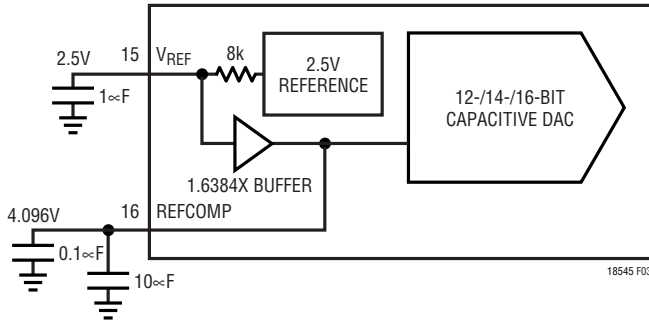 2.5V
15
VREF
8k
2.5V
REFERENCE
12-/14-/16-BIT
CAPACITIVE DAC
1∝F
1.6384X BUFFER
4.096V
16
REFCOMP
0.1∝F
10∝F
18545 F03